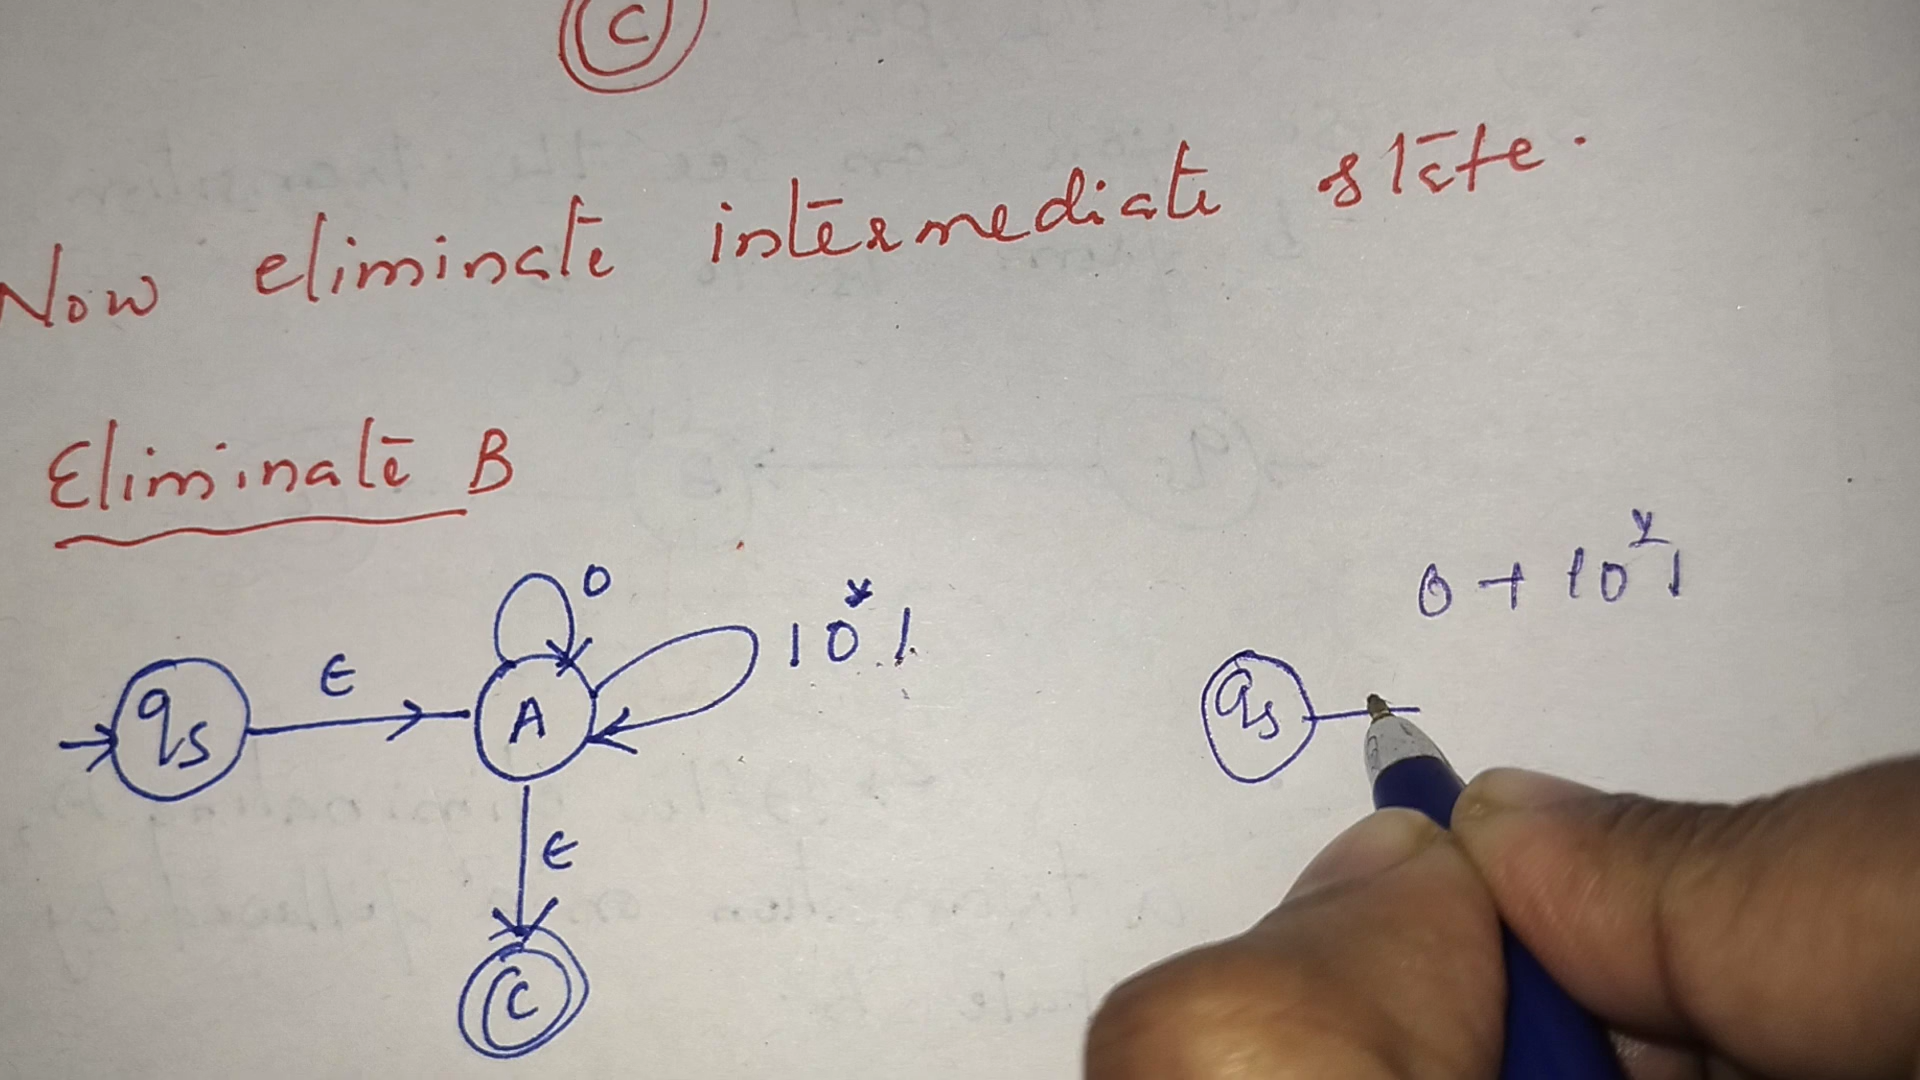 C
Now eliminate intermediate state.
Eliminate B
0
10*1
0 + 10*1
qs
ϵ
A
qs
ϵ
C